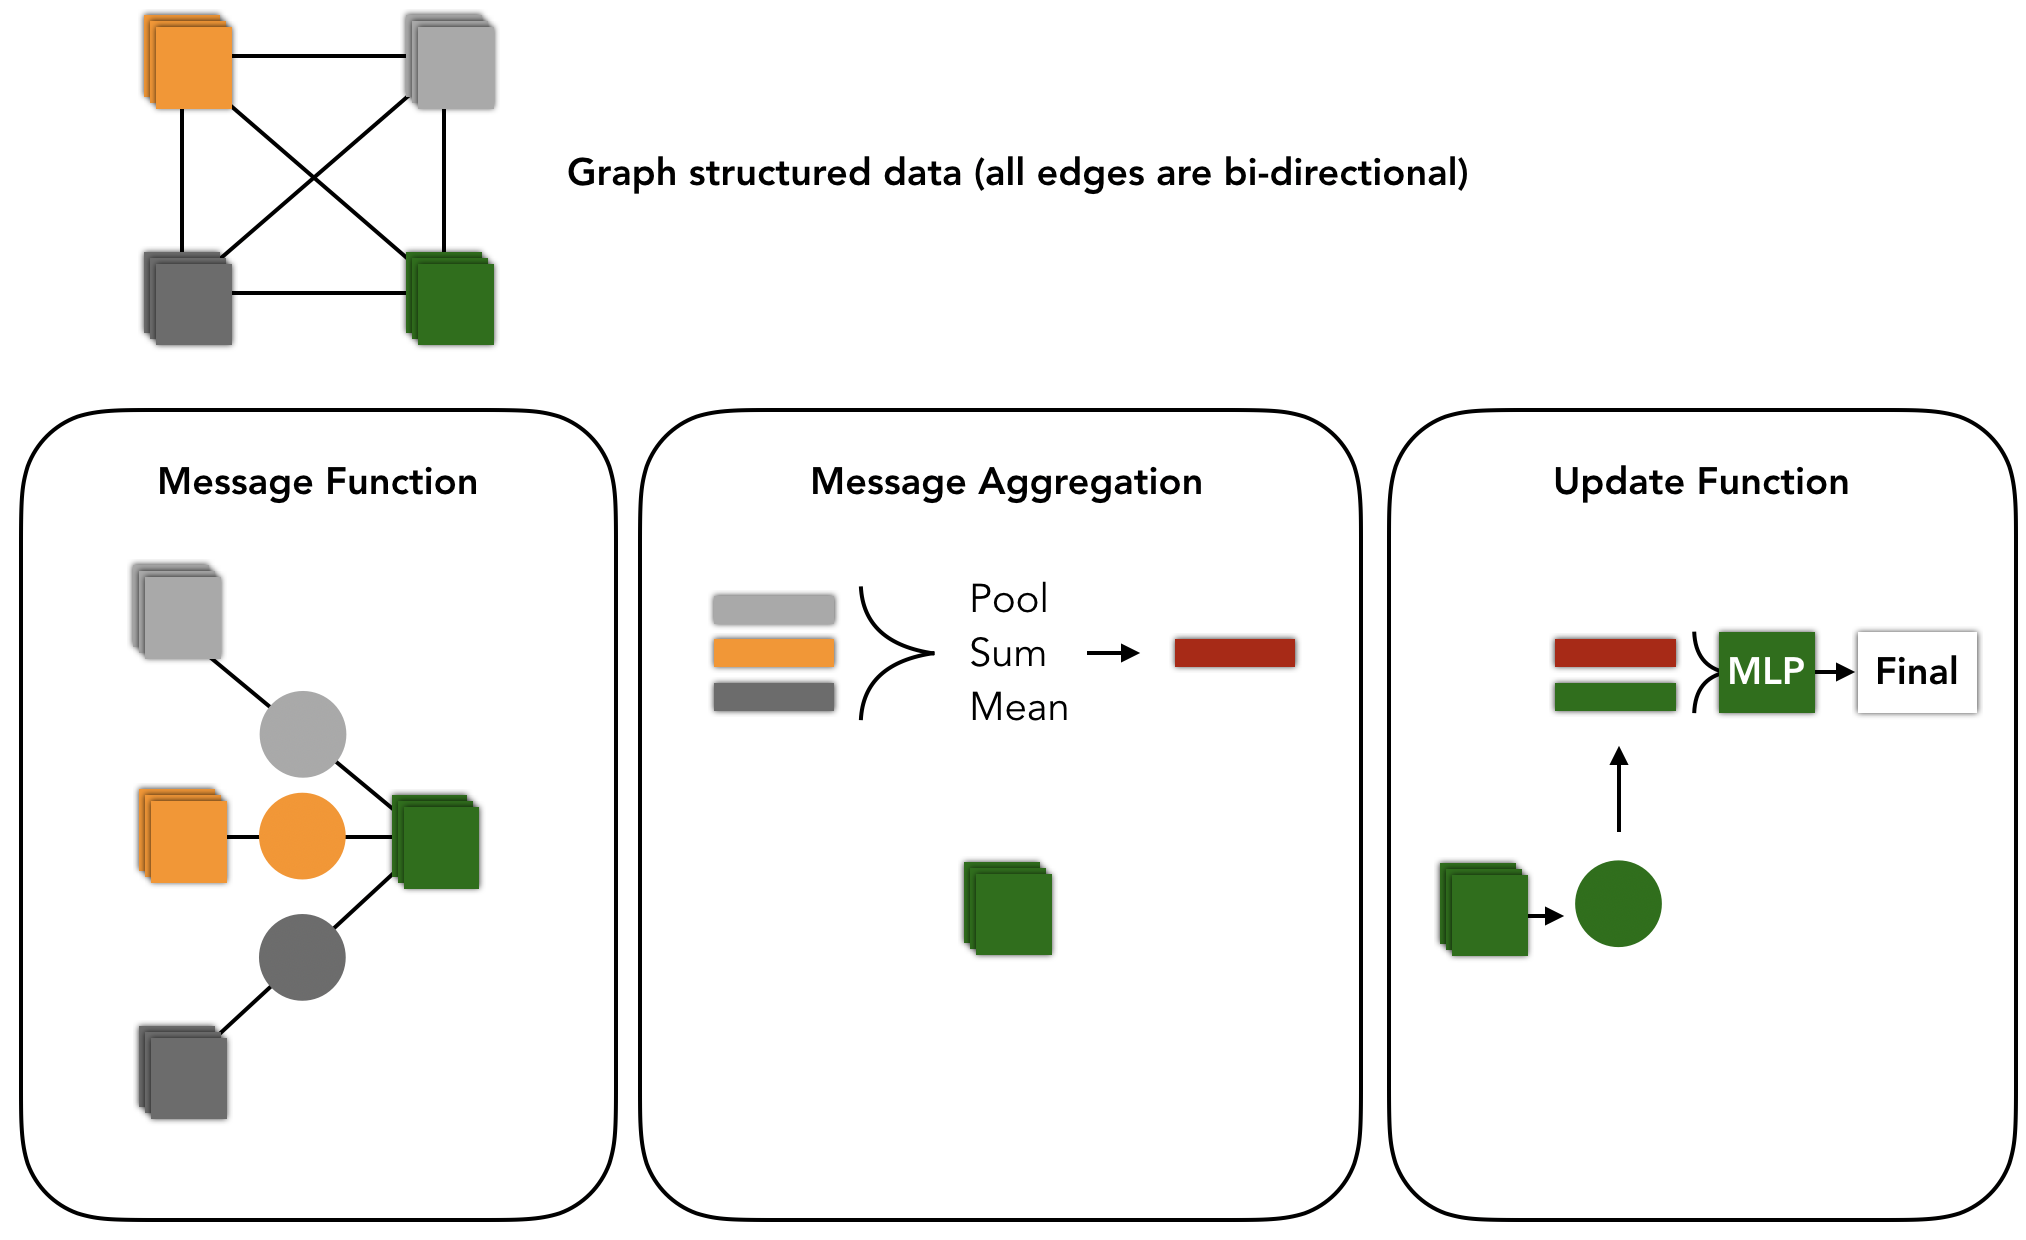 Graph structured data (all edges are bi-directional)
Message Function
Message Aggregation
Pool
Sum
Mean
Update Function
MLP
Final